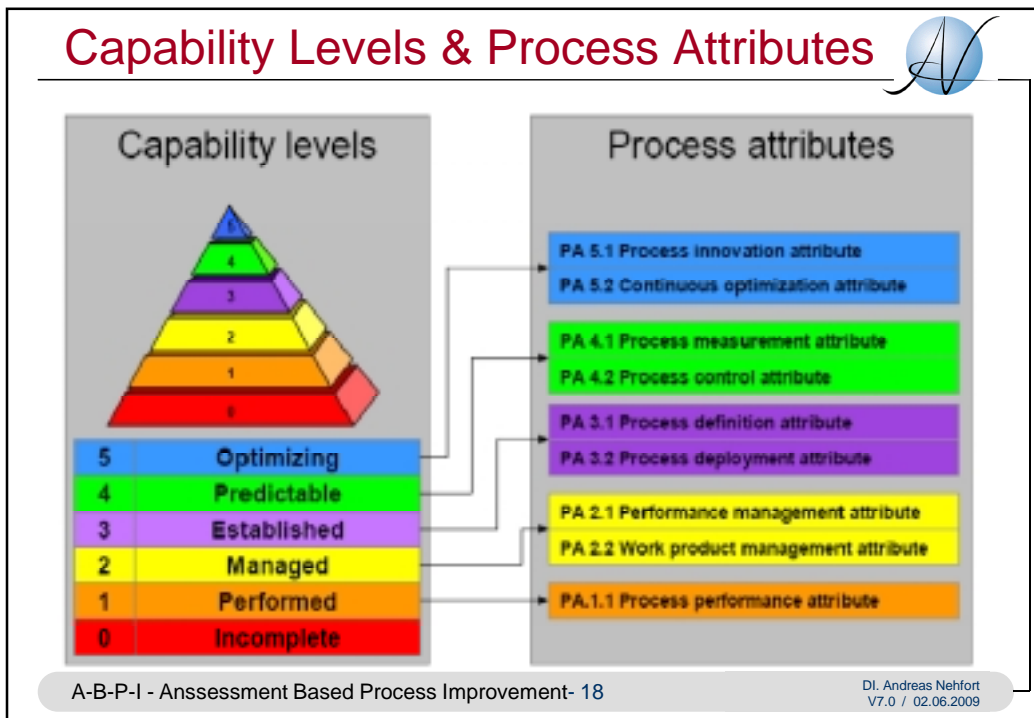 Capability Levels & Process Attributes
Capability levels
5
4
3
2
1
0
5 Optimizing
4 Predictable
3 Established
2 Managed
1 Performed
0 Incomplete
Process attributes
PA 5.1 Process innovation attribute
PA 5.2 Continuous optimization attribute
PA 4.1 Process measurement attribute
PA 4.2 Process control attribute
PA 3.1 Process definition attribute
PA 3.2 Process deployment attribute
PA 2.1 Performance management attribute
PA 2.2 Work product management attribute
PA.1.1 Process performance attribute
A-B-P-I - Anssessment Based Process Improvement- 18
DI. Andreas Nehfort
V7.0 / 02.06.2009